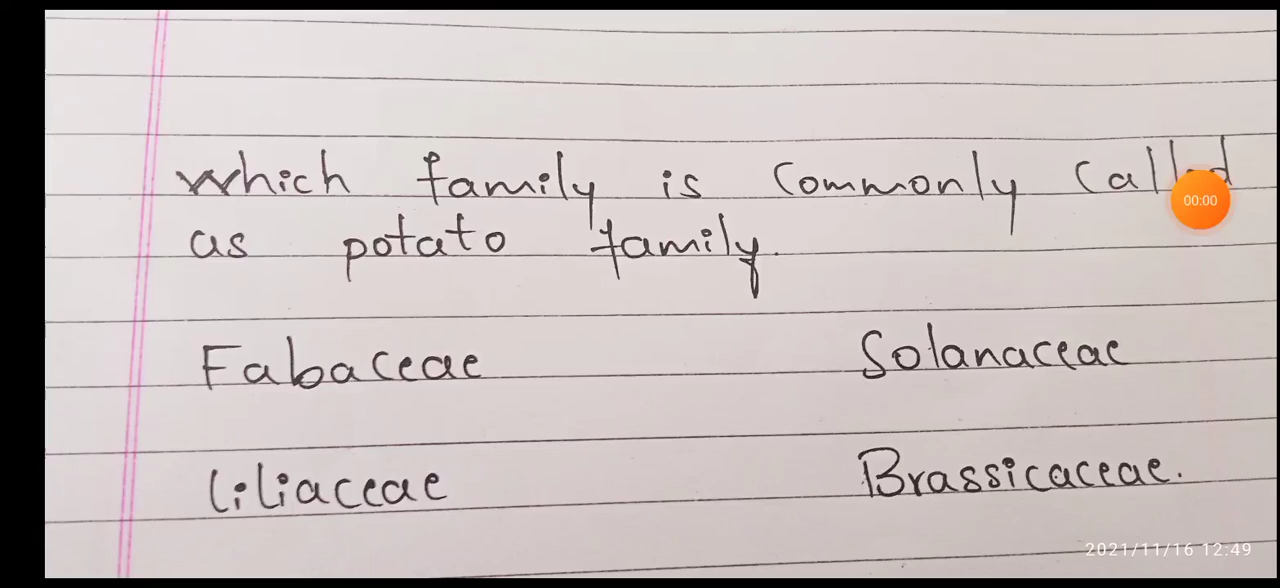 which family is commonly called
as potato family.
Fabaceae
Solanaceae
Liliaceae
Brassicaceae.
00:00
2021/11/16 12:49